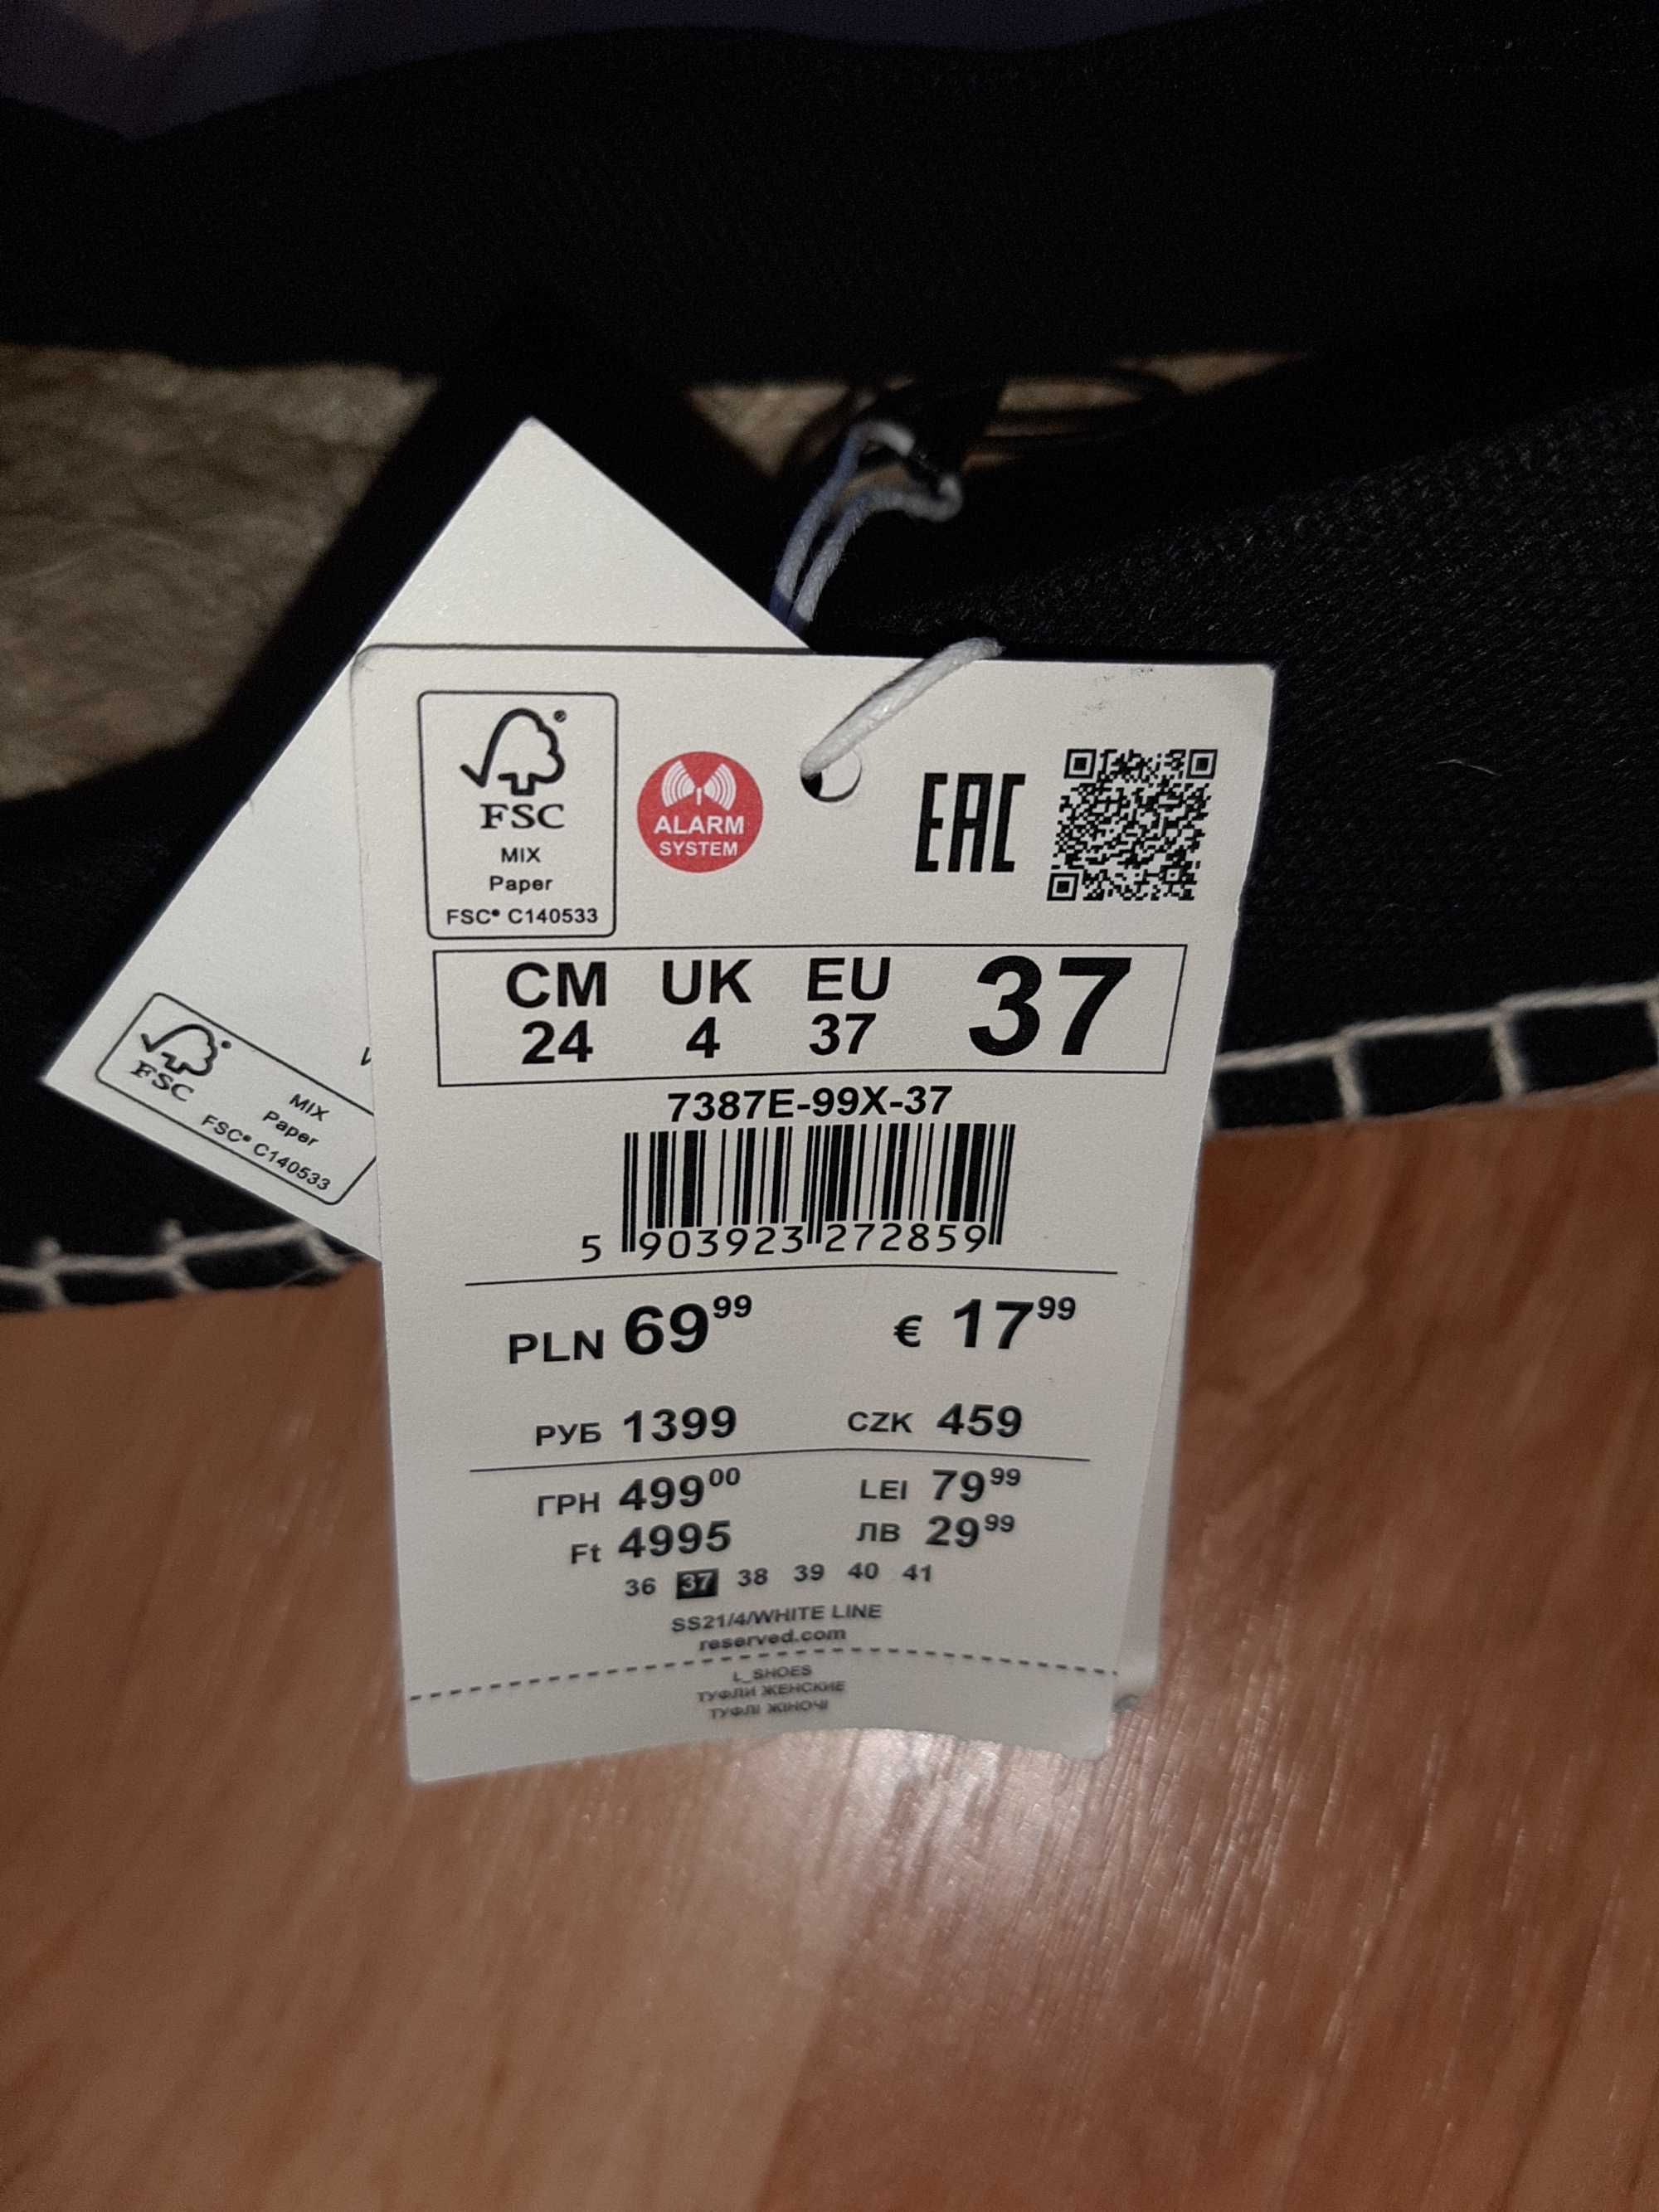 FSC®
MIX
Paper
FSC® C140533
ALARM
SYSTEM
EAC
CM UK EU 37
24 4 37
7387E-99X-37
5 903923 272859
PLN 69 99 € 17 99
РУБ 1399 CZK 459
ГРН 499 00 LEI 79 99
Ft 4995 ЛВ 29 99
36 37 38 39 40 41
SS21/4/WHITE LINE
reserved.com
L_SHOES
ТУФЛИ ЖЕНСКИЕ
ТУФЛІ ЖІНОЧІ
FSC®
MIX
Paper
FSC® C140533